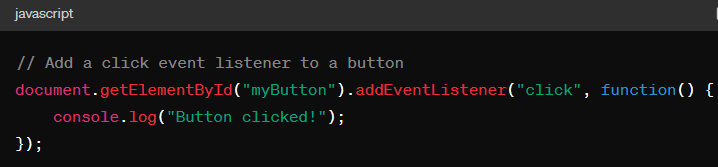 javascript
// Add a click event listener to a button
document.getElementById("myButton").addEventListener("click", function() {
    console.log("Button clicked!");
});